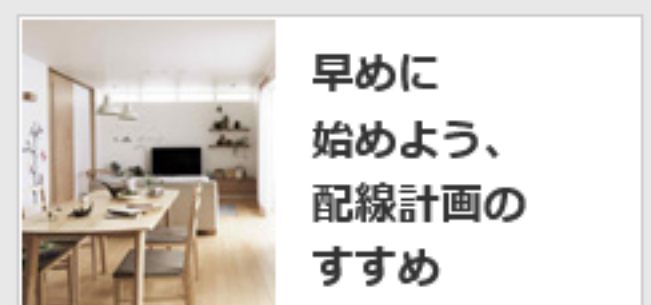 早めに
始めよう、
配線計画の
すすめ